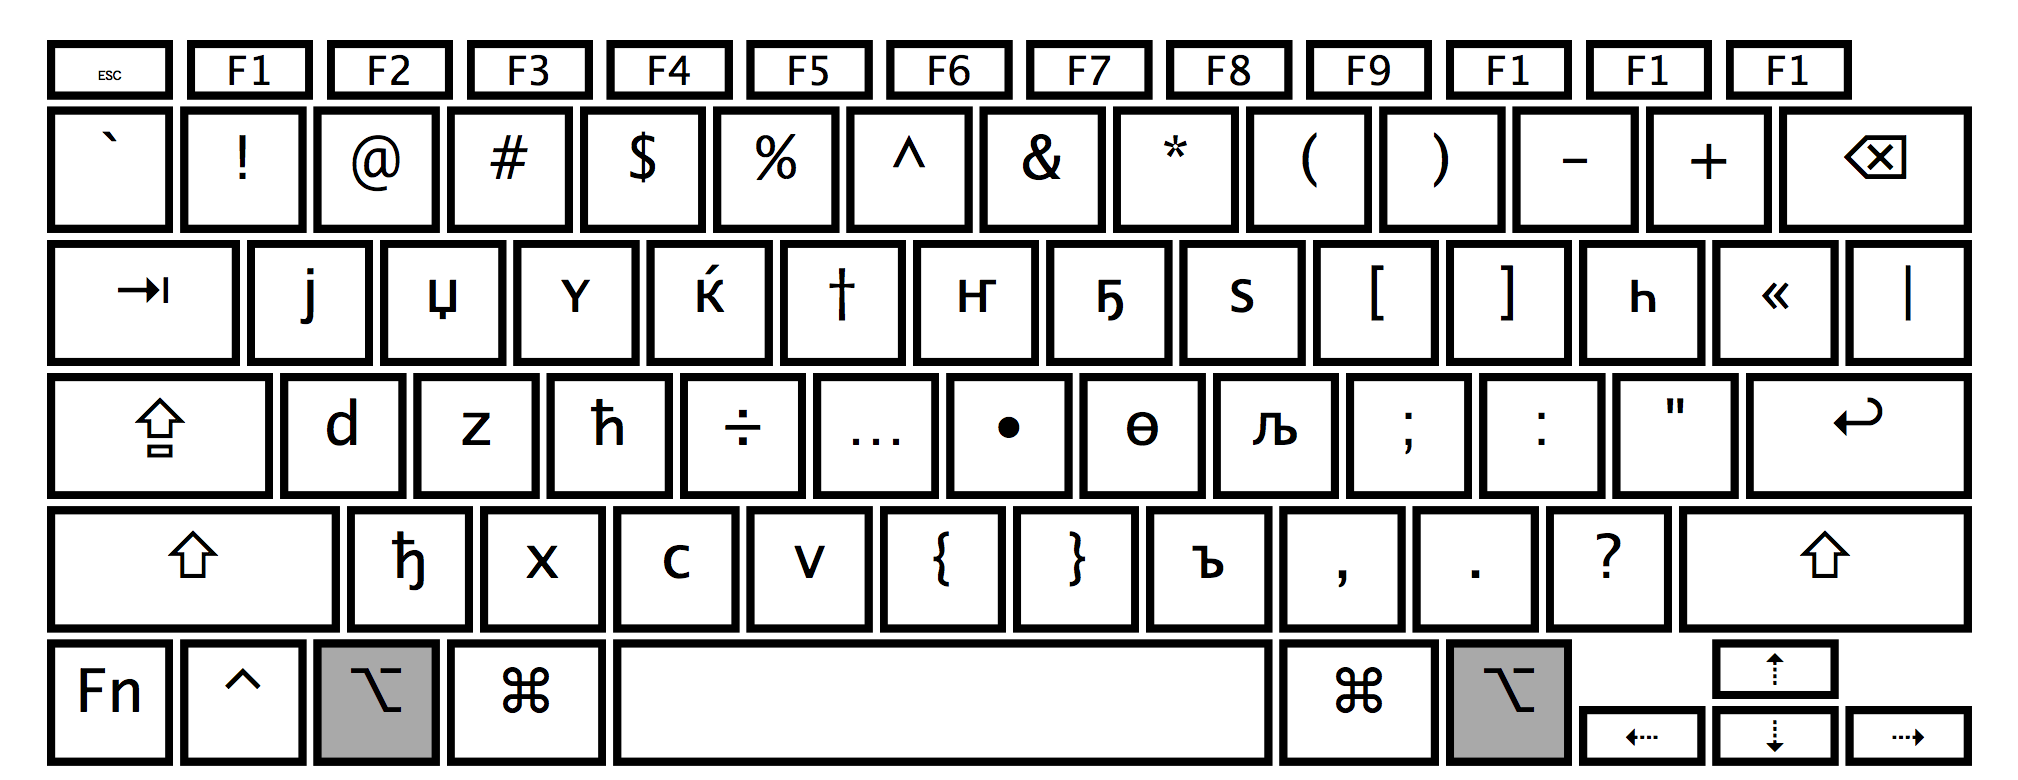 ESC F1 F2 F3 F4 F5 F6 F7 F8 F9 F1 F1 F1
` ! @ # $ % ^ & * ( ) - + ⌫
⇥ ј џ ү ќ † ҥ ҕ ѕ [ ] һ « |
⇪ d z ћ ÷ … • ө љ ; : " ↩
⇧ ђ x c v { } ъ , . ? ⇧
Fn ^ ⌥ ⌘ ⌘ ⌥ ⇠ ⇡ ⇣ ⇢